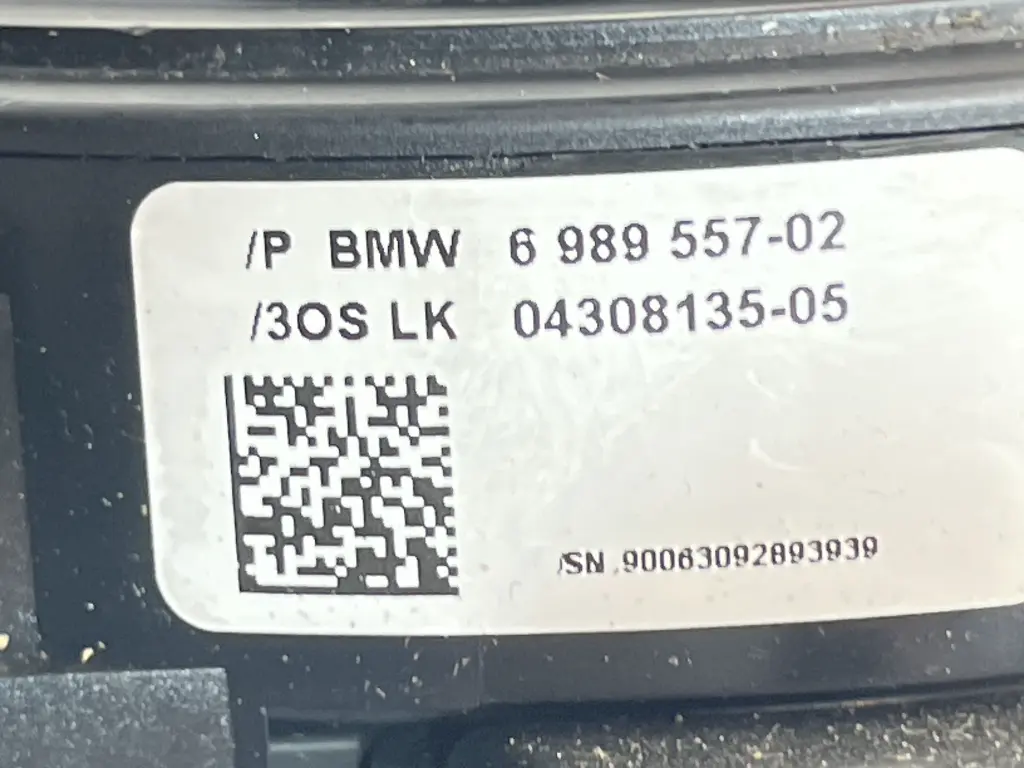 /P BMW 6 989 557-02
/3OS LK 04308135-05
/SN.90063092893939